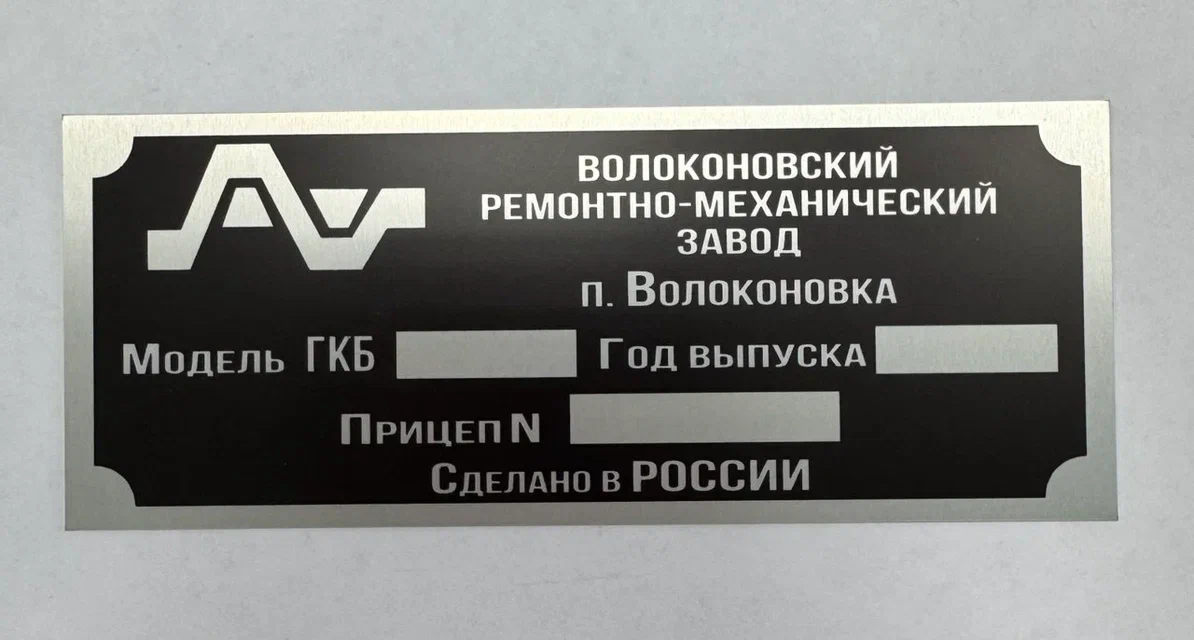 ВОЛОКОНОВСКИЙ
РЕМОНТНО-МЕХАНИЧЕСКИЙ
ЗАВОД
п. Волоконовка
Модель ГКБ Год выпуска
Прицеп N
Сделано в РОССИИ